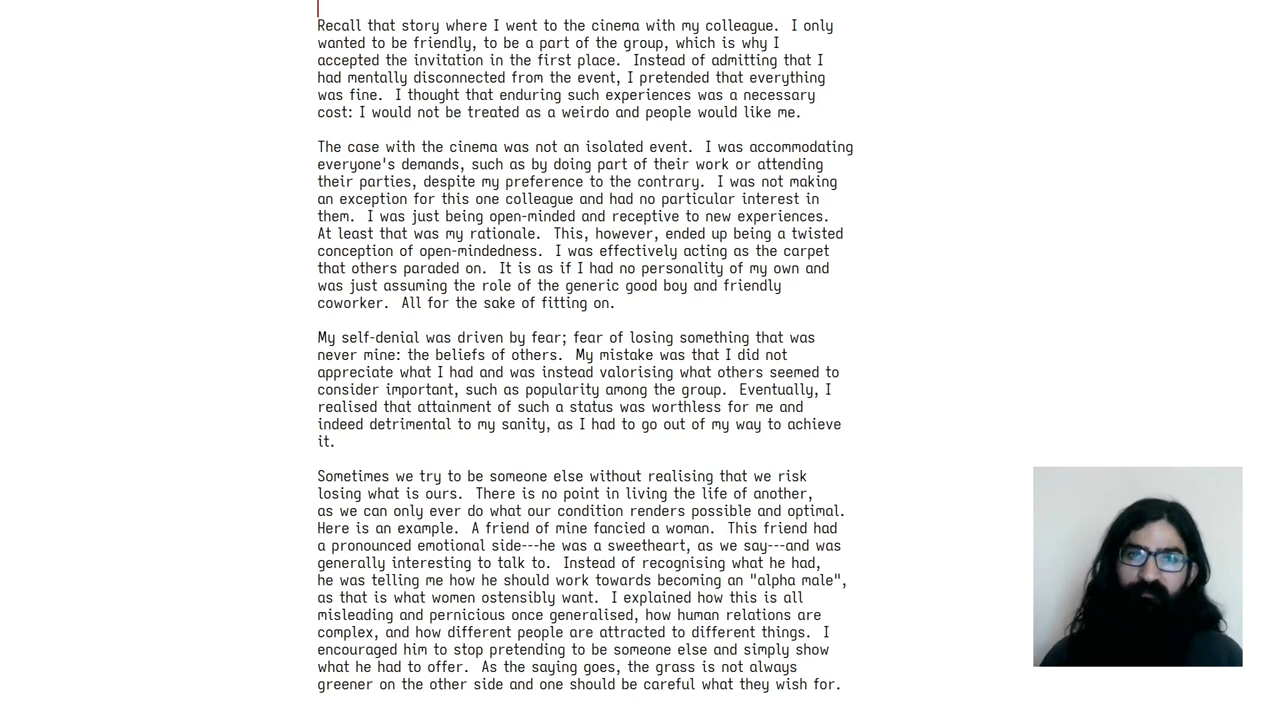 Recall that story where I went to the cinema with my colleague.  I only
wanted to be friendly, to be a part of the group, which is why I
accepted the invitation in the first place.  Instead of admitting that I
had mentally disconnected from the event, I pretended that everything
was fine.  I thought that enduring such experiences was a necessary
cost: I would not be treated as a weirdo and people would like me.

The case with the cinema was not an isolated event.  I was accommodating
everyone's demands, such as by doing part of their work or attending
their parties, despite my preference to the contrary.  I was not making
an exception for this one colleague and had no particular interest in
them.  I was just being open-minded and receptive to new experiences.
At least that was my rationale.  This, however, ended up being a twisted
conception of open-mindedness.  I was effectively acting as the carpet
that others paraded on.  It is as if I had no personality of my own and
was just assuming the role of the generic good boy and friendly
coworker.  All for the sake of fitting on.

My self-denial was driven by fear; fear of losing something that was
never mine: the beliefs of others.  My mistake was that I did not
appreciate what I had and was instead valorising what others seemed to
consider important, such as popularity among the group.  Eventually, I
realised that attainment of such a status was worthless for me and
indeed detrimental to my sanity, as I had to go out of my way to achieve
it.

Sometimes we try to be someone else without realising that we risk
losing what is ours.  There is no point in living the life of another,
as we can only ever do what our condition renders possible and optimal.
Here is an example.  A friend of mine fancied a woman.  This friend had
a pronounced emotional side---he was a sweetheart, as we say---and was
generally interesting to talk to.  Instead of recognising what he had,
he was telling me how he should work towards becoming an "alpha male",
as that is what women ostensibly want.  I explained how this is all
misleading and pernicious once generalised, how human relations are
complex, and how different people are attracted to different things.  I
encouraged him to stop pretending to be someone else and simply show
what he had to offer.  As the saying goes, the grass is not always
greener on the other side and one should be careful what they wish for.